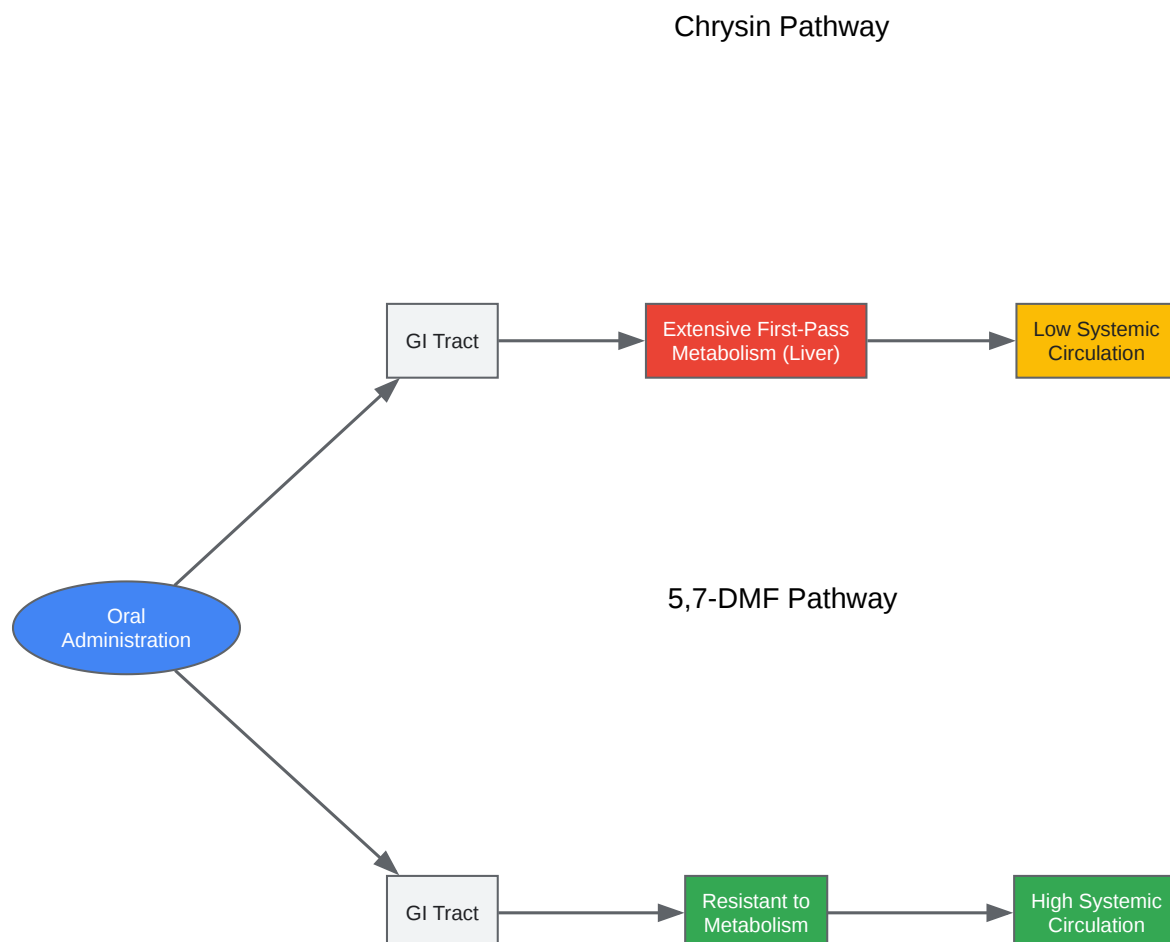 Chrysin Pathway
GI Tract
Extensive First-Pass
Metabolism (Liver)
Low Systemic
Circulation
Oral
Administration
5,7-DMF Pathway
GI Tract
Resistant to
Metabolism
High Systemic
Circulation